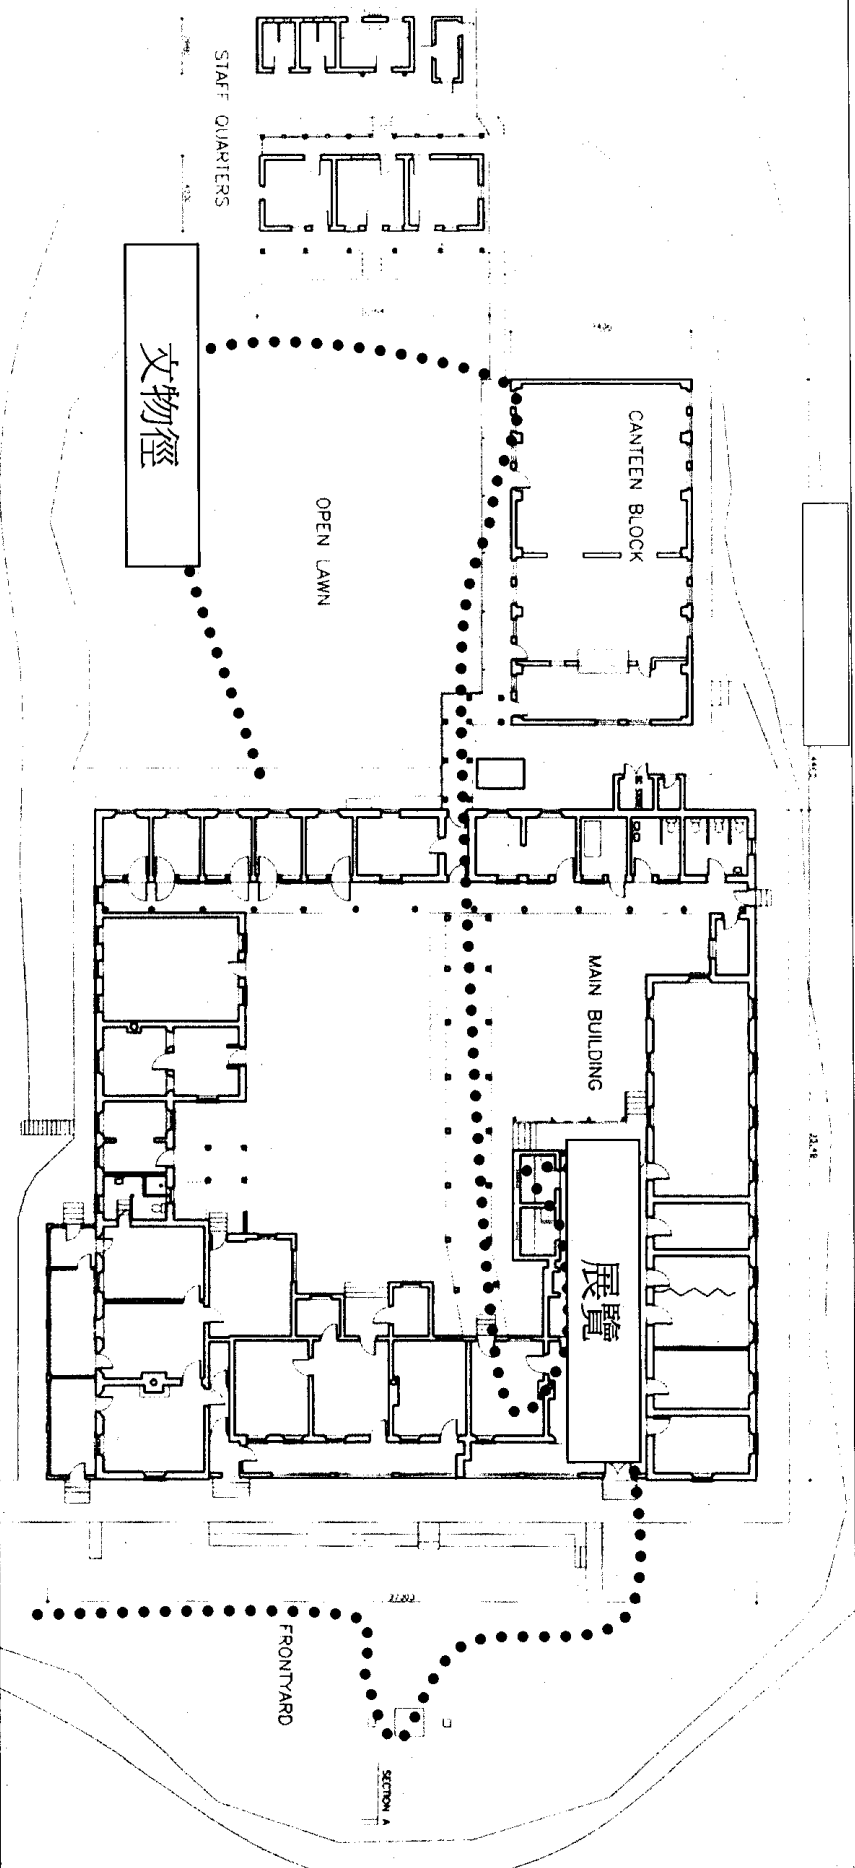 STAFF QUARTERS
文物徑
OPEN LAWN
CANTEEN BLOCK
MAIN BUILDING
展覽
FRONTYARD
SECTION A